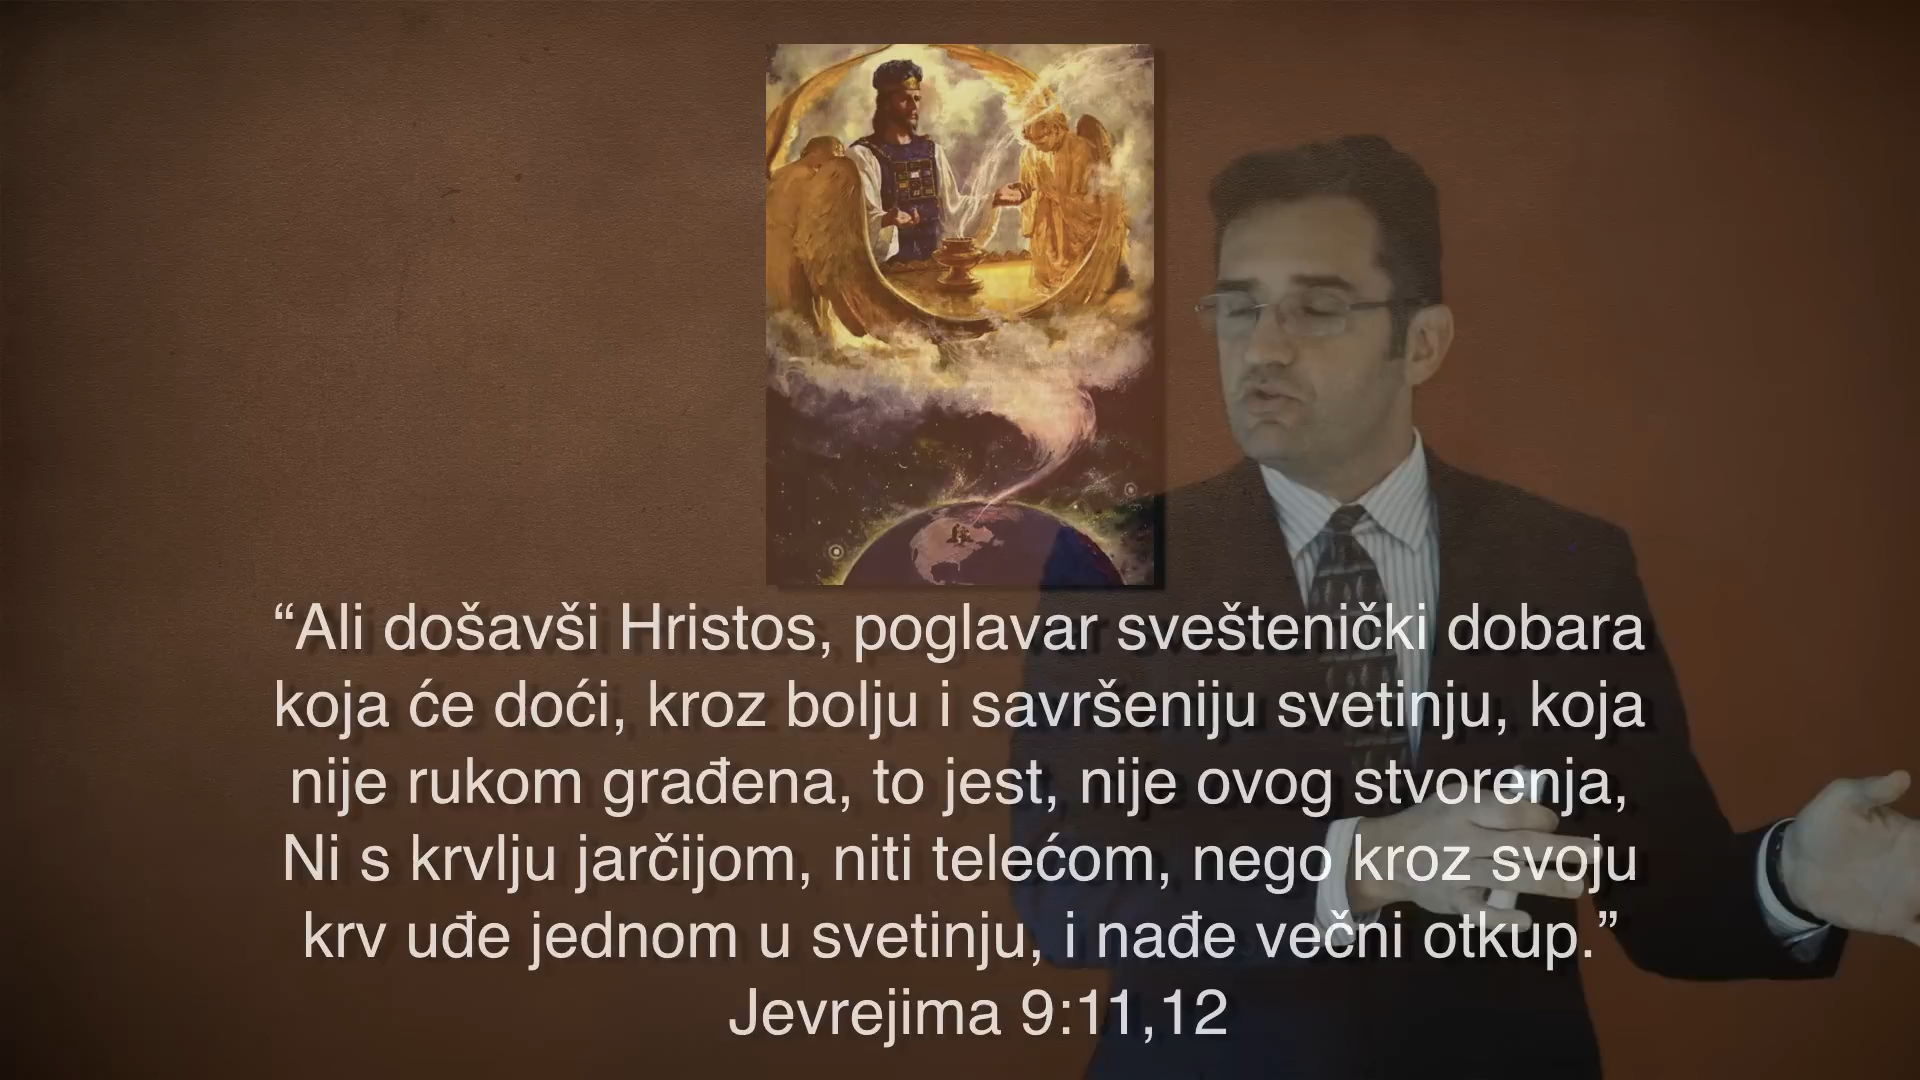 “Ali došavši Hristos, poglavar sveštenički dobara
koja će doći, kroz bolju i savršeniju svetinju, koja
nije rukom građena, to jest, nije ovog stvorenja,
Ni s krvlju jarčijom, niti telećom, nego kroz svoju
krv uđe jednom u svetinju, i nađe večni otkup.”
Jevrejima 9:11,12